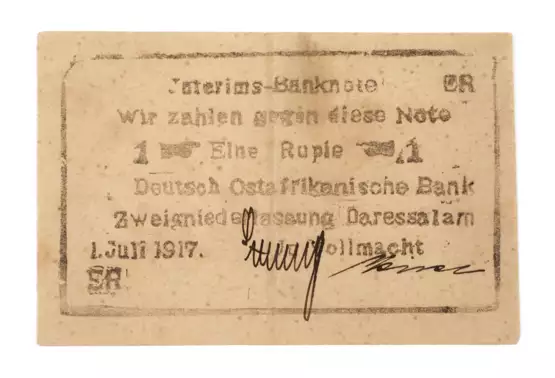 Interims-Banknote ER
Wir zahlen gegen diese Note
1 Eine Rupie 1
Deutsch Ostafrikanische Bank
Zweigniederlassung Daressalam
1. Juli 1917. Vollmacht